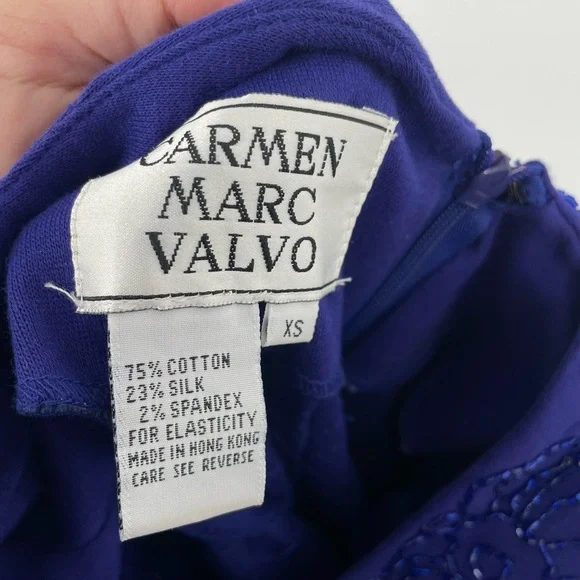 CARMEN
MARC
VALVO
XS
75% COTTON
23% SILK
2% SPANDEX
FOR ELASTICITY
MADE IN HONG KONG
CARE SEE REVERSE